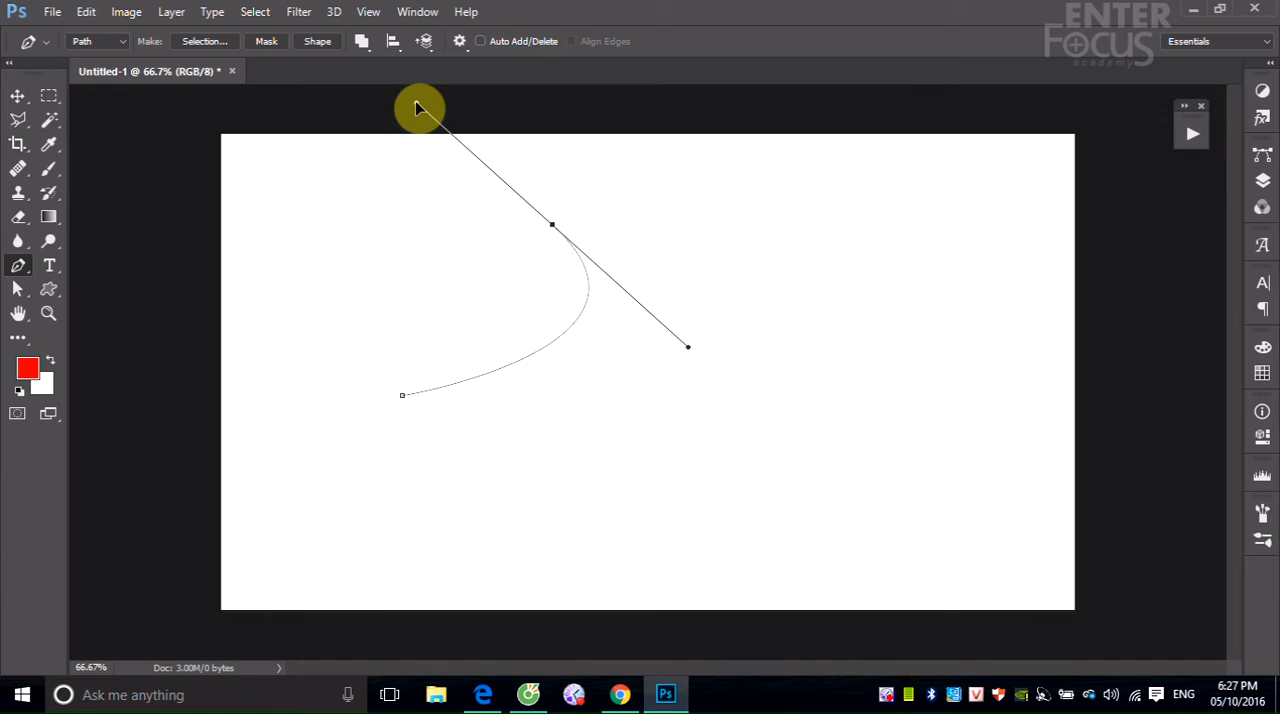 Ps File Edit Image Layer Type Select Filter 3D View Window Help
ENTER
FOCUS
academy
Path Make: Selection... Mask Shape Auto Add/Delete Align Edges Essentials
Untitled-1 @ 66.7% (RGB/8) * ×
T
A
A
66.67% Doc: 3.00M/0 bytes
Ask me anything Ps ENG 6:27 PM
05/10/2016